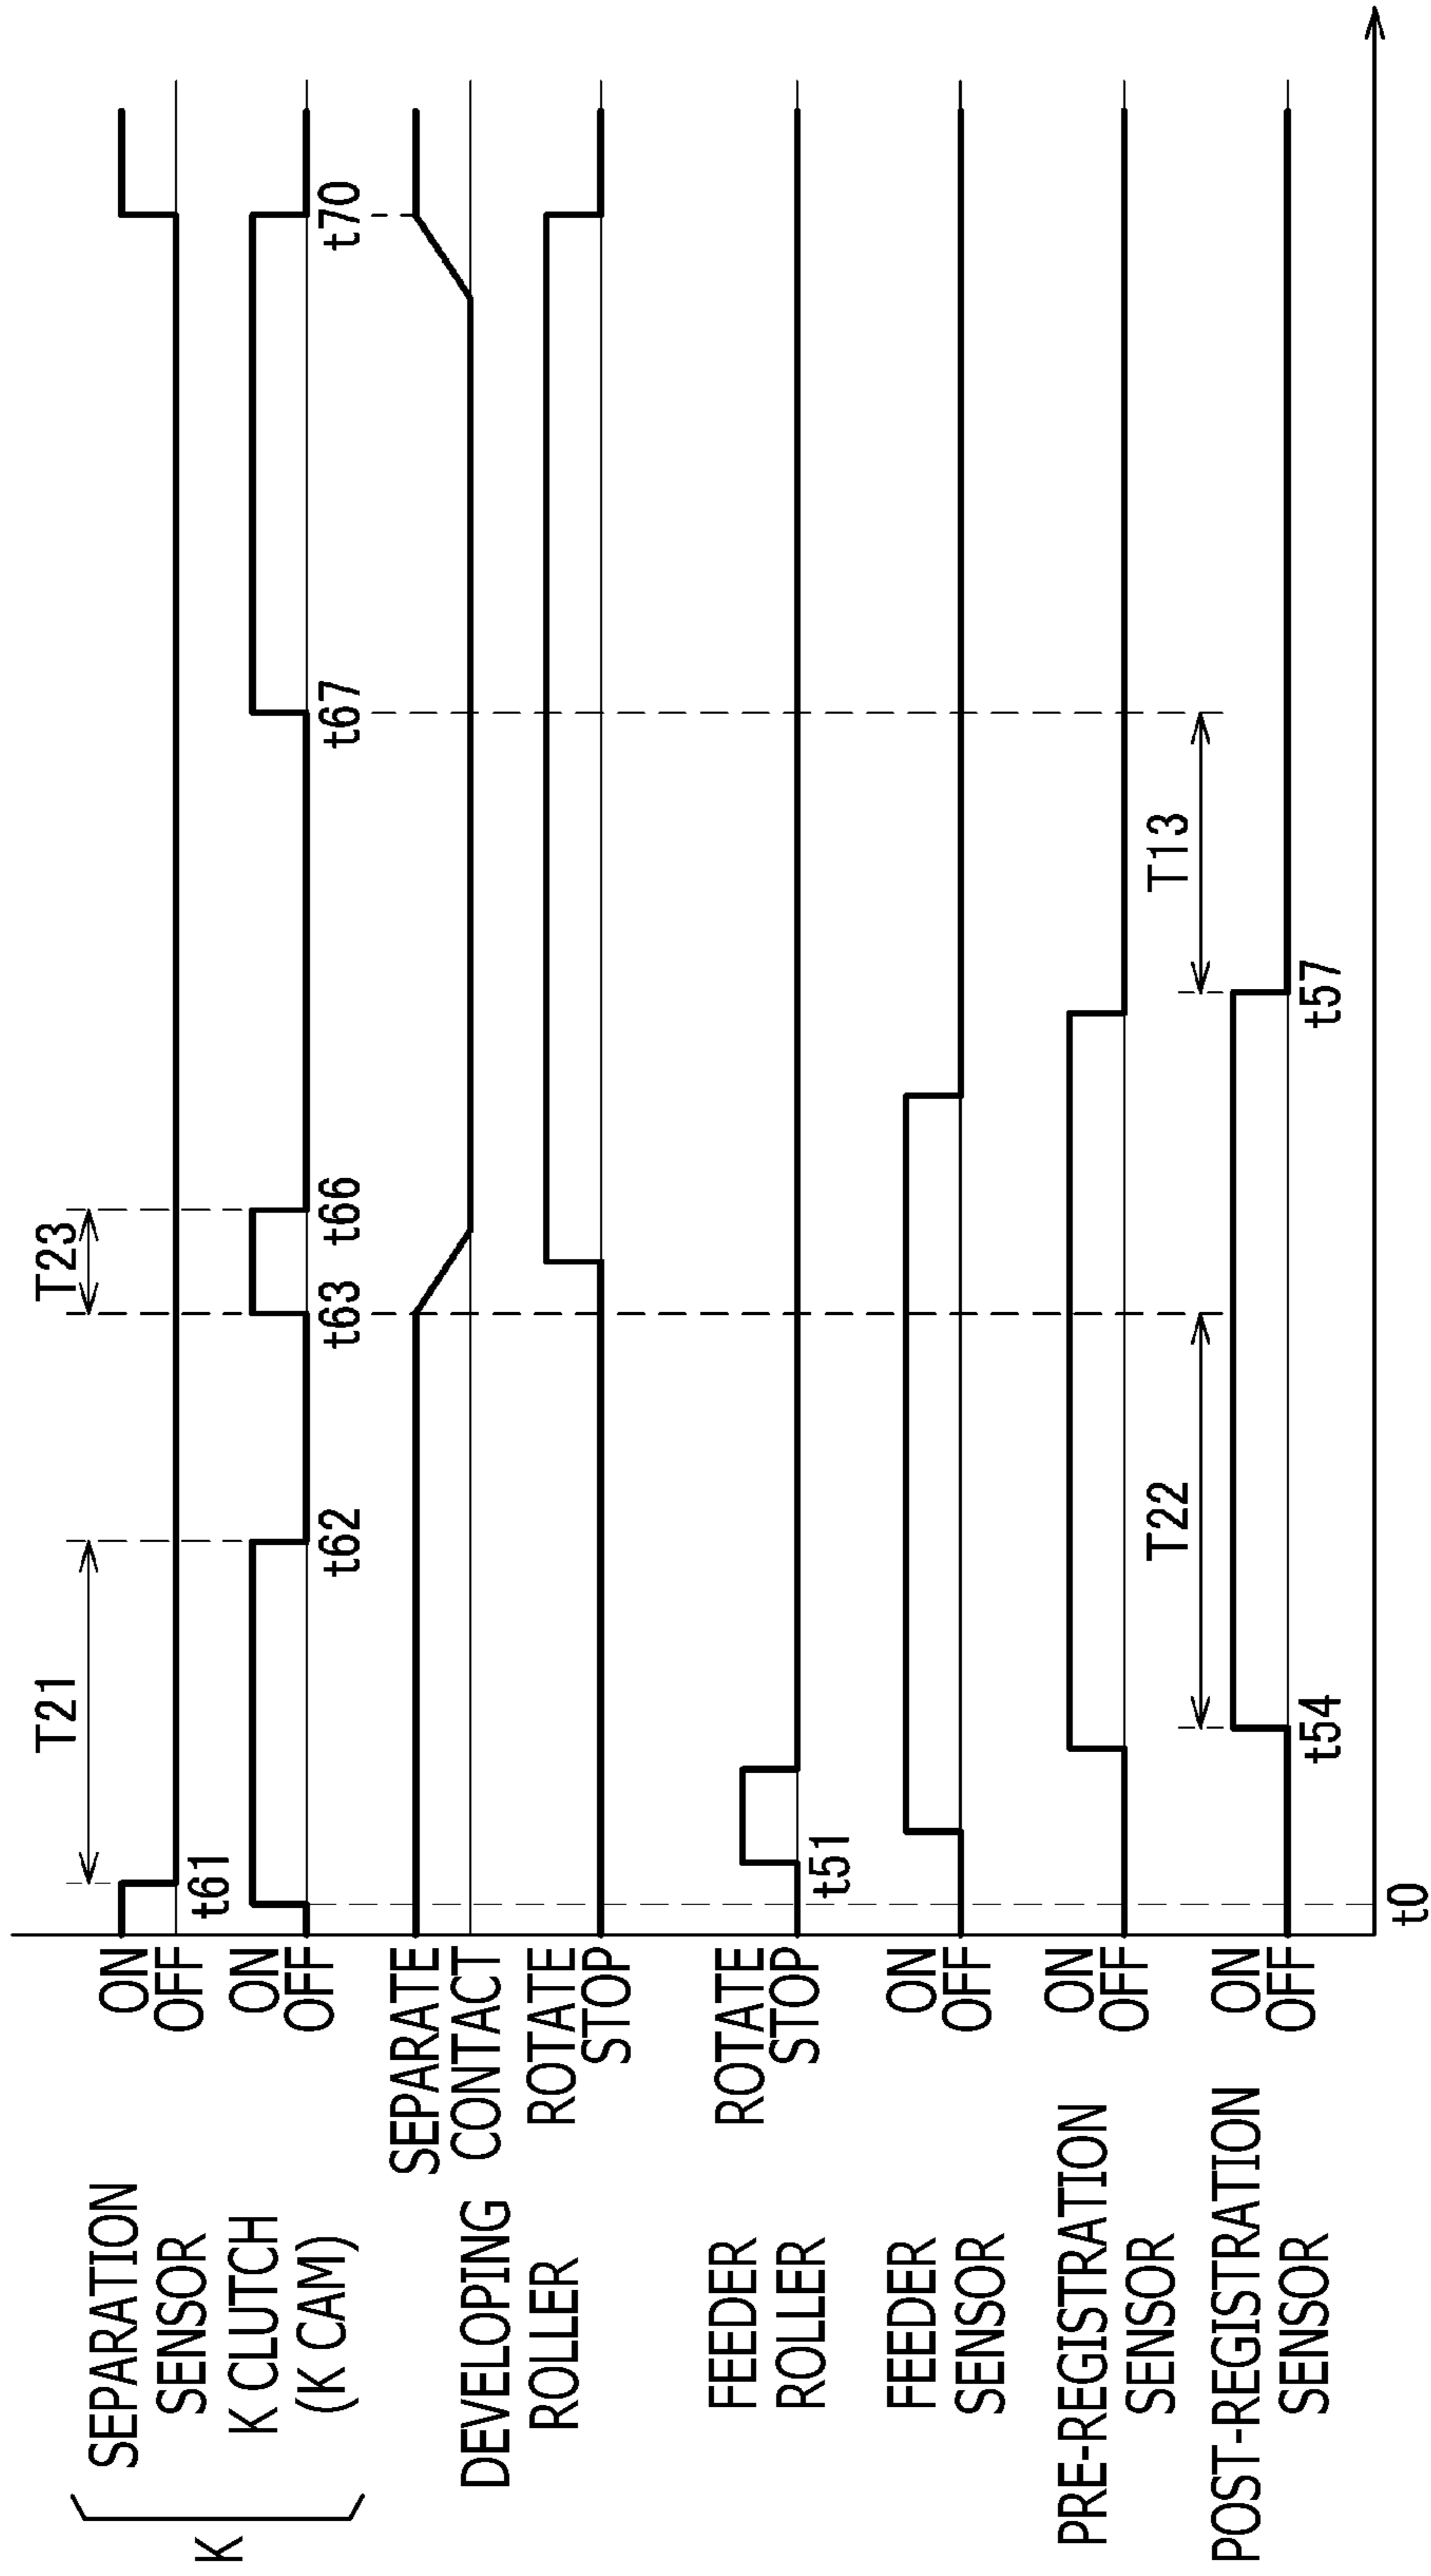 K
SEPARATION
SENSOR
ON
OFF
t61
T21
T23
K CLUTCH
(K CAM)
ON
OFF
t62
t63
t66
t67
t70
DEVELOPING
ROLLER
SEPARATE
CONTACT
ROTATE
STOP
FEEDER
ROLLER
ROTATE
STOP
t51
FEEDER
SENSOR
ON
OFF
PRE-REGISTRATION
SENSOR
ON
OFF
T22
T13
POST-REGISTRATION
SENSOR
ON
OFF
t54
t57
t0